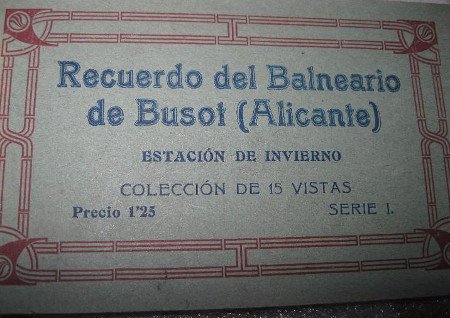 Recuerdo del Balneario
de Busot (Alicante)
ESTACIÓN DE INVIERNO
COLECCIÓN DE 15 VISTAS
Precio 1'25 SERIE I.